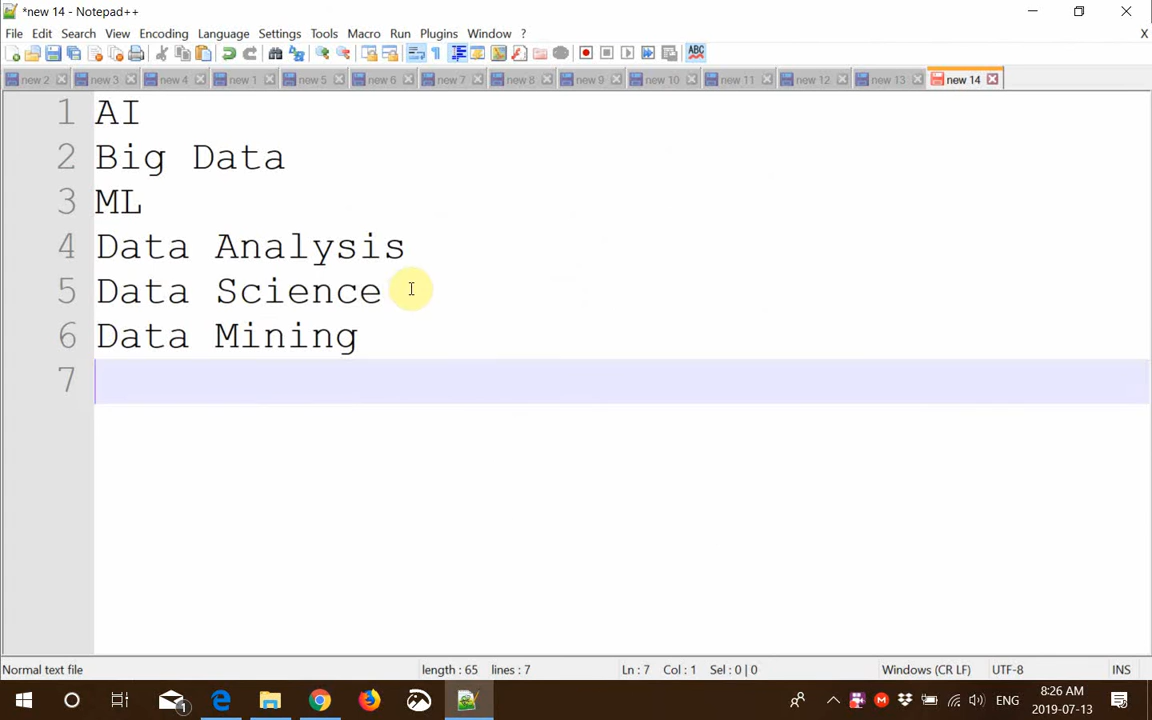 *new 14 - Notepad++
File Edit Search View Encoding Language Settings Tools Macro Run Plugins Window ? X
ABC
new 2 new 3 new 4 new 1 new 5 new 6 new 7 new 8 new 9 new 10 new 11 new 12 new 13 new 14
1 AI
2 Big Data
3 ML
4 Data Analysis
5 Data Science
6 Data Mining
7
Normal text file length : 65 lines : 7 Ln : 7 Col : 1 Sel : 0 | 0 Windows (CR LF) UTF-8 INS
1 ENG 8:26 AM
2019-07-13